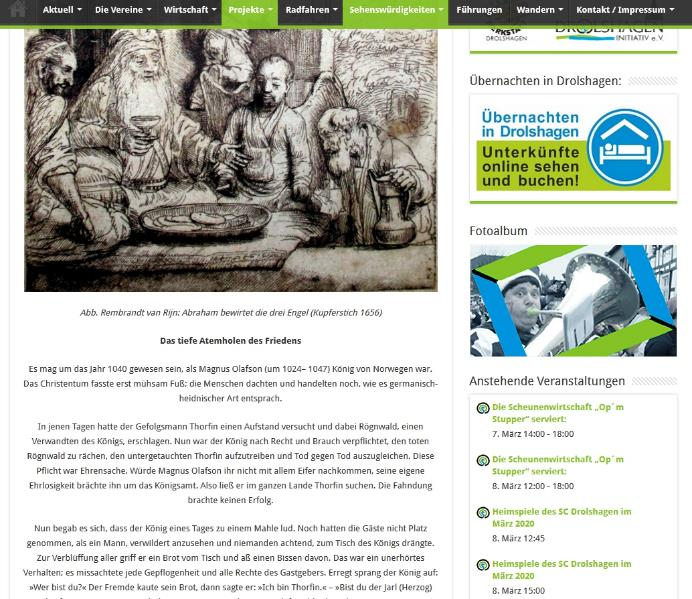 Aktuell
Die Vereine
Wirtschaft
Projekte
Radfahren
Sehenswürdigkeiten
Führungen
Wandern
Kontakt / Impressum
DROLSHAGEN
INITIATIV e.V.
Abb. Rembrandt van Rijn: Abraham bewirtet die drei Engel (Kupferstich 1656)
Das tiefe Atemholen des Friedens
Es mag um das Jahr 1040 gewesen sein, als Magnus Olafson (um 1024– 1047) König von Norwegen war.
Das Christentum fasste erst mühsam Fuß; die Menschen dachten und handelten noch, wie es germanisch-
heidnischer Art entsprach.
In jenen Tagen hatte der Gefolgsmann Thorfin einen Aufstand versucht und dabei Rögnwald, einen
Verwandten des Königs, erschlagen. Nun war der König nach Recht und Brauch verpflichtet, den toten
Rögnwald zu rächen, den untergetauchten Thorfin aufzutreiben und Tod gegen Tod auszugleichen. Diese
Pflicht war Ehrensache. Würde Magnus Olafson ihr nicht mit allem Eifer nachkommen, seine eigene
Ehrlosigkeit brächte ihn um das Königsamt. Also ließ er im ganzen Lande Thorfin suchen. Die Fahndung
brachte keinen Erfolg.
Nun begab es sich, dass der König eines Tages zu einem Mahle lud. Noch hatten die Gäste nicht Platz
genommen, als ein Mann, verwildert anzusehen und niemanden achtend, zum Tisch des Königs drängte.
Zur Verblüffung aller griff er ein Brot vom Tisch und aß einen Bissen davon. Das war ein unerhörtes
Verhalten; es missachtete jede Gepflogenheit und alle Rechte des Gastgebers. Erregt sprang der König auf:
»Wer bist du?« Der Fremde kaute sein Brot, dann sagte er: »Ich bin Thorfin.« – »Bist du der Jarl (Herzog)
Übernachten in Drolshagen:
Übernachten
in Drolshagen
Unterkünfte
online sehen
und buchen!
Fotoalbum
Anstehende Veranstaltungen
Die Scheunenwirtschaft „Op´m
Stupper" serviert:
7. März 14:00 - 18:00
Die Scheunenwirtschaft „Op´m
Stupper" serviert:
8. März 12:00 - 18:00
Heimspiele des SC Drolshagen im
März 2020
8. März 12:45
Heimspiele des SC Drolshagen im
März 2020
8. März 15:00